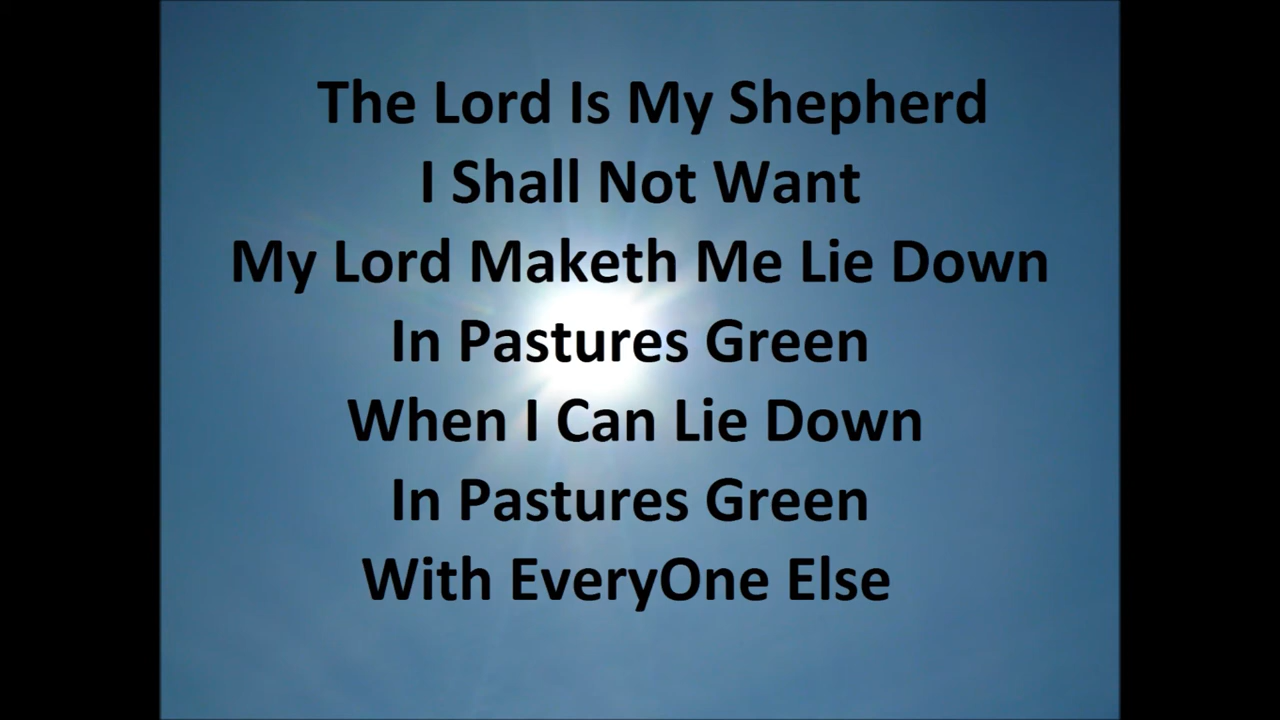 The Lord Is My Shepherd
I Shall Not Want
My Lord Maketh Me Lie Down
In Pastures Green
When I Can Lie Down
In Pastures Green
With EveryOne Else